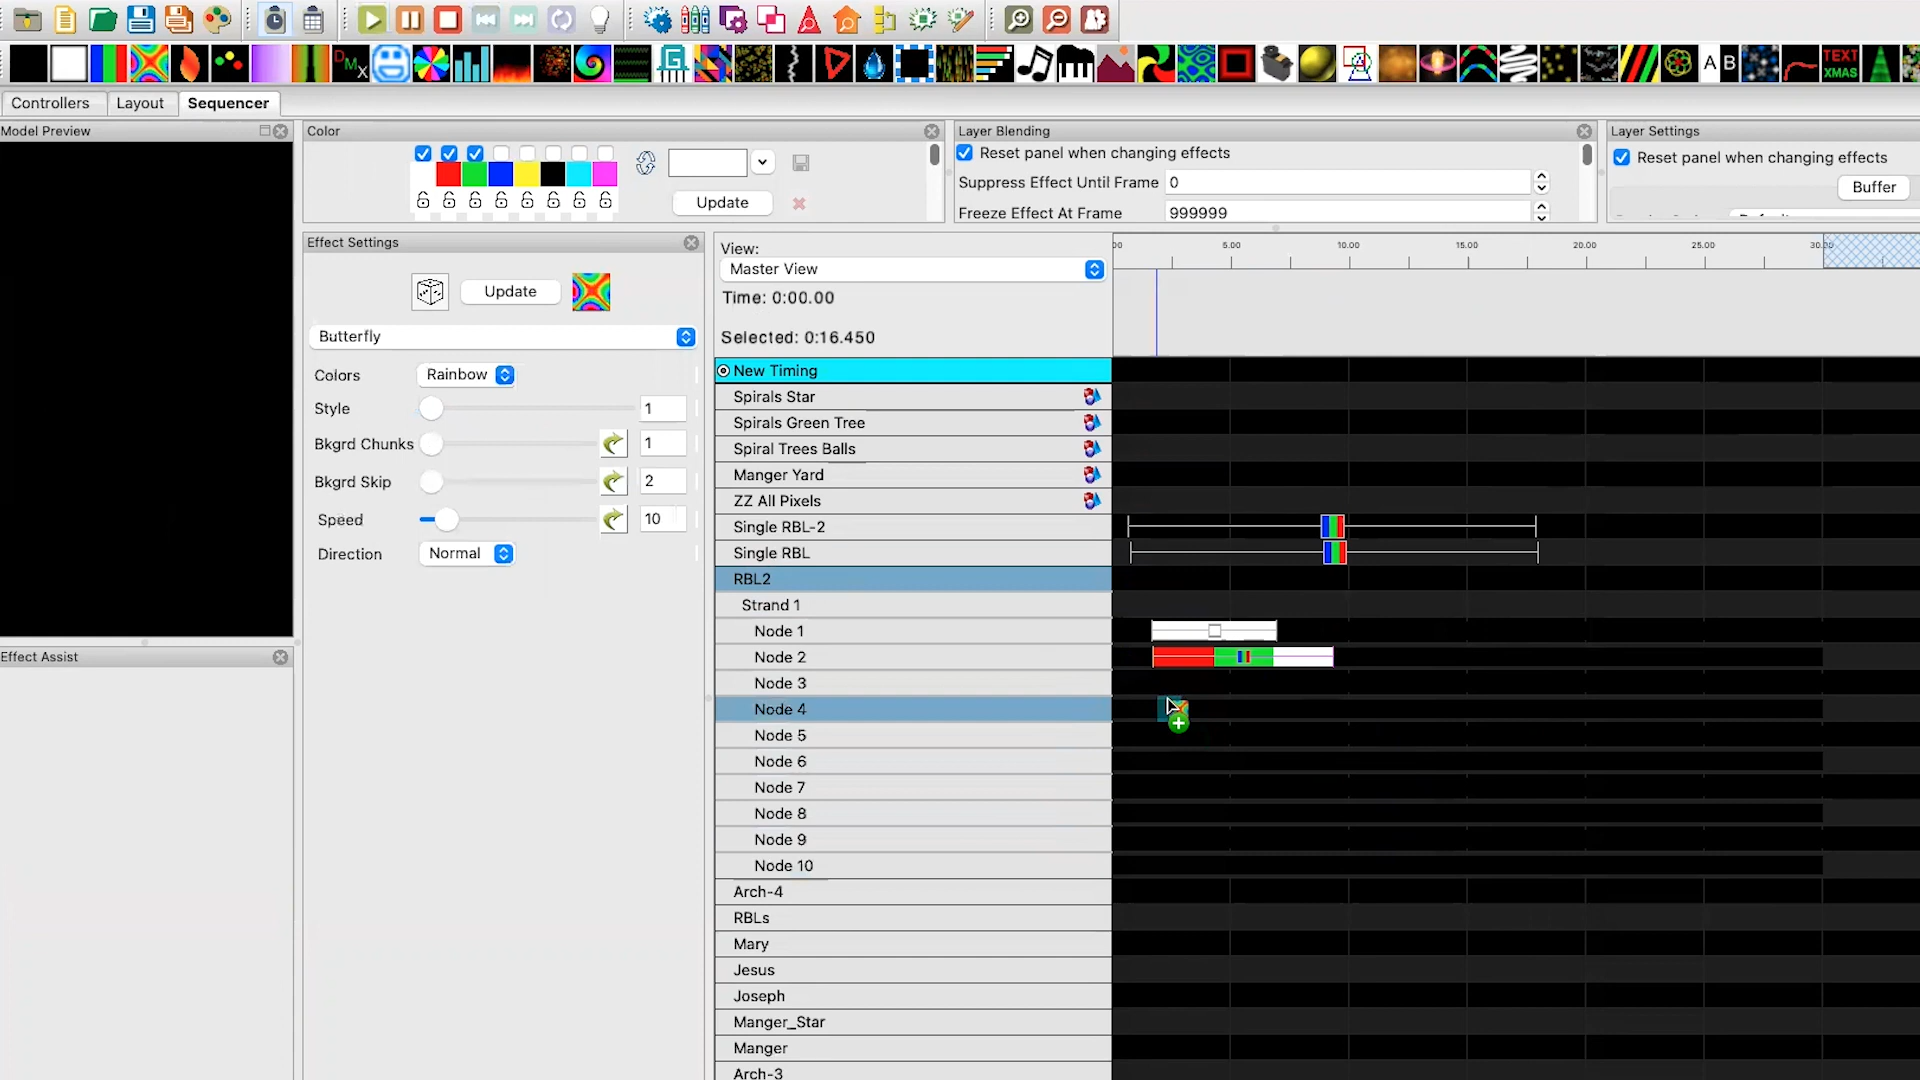 DMX
A B
TEXT
XMAS
Controllers
Layout
Sequencer
Model Preview
Color
Update
Layer Blending
Reset panel when changing effects
Suppress Effect Until Frame 0
Freeze Effect At Frame 999999
Layer Settings
Reset panel when changing effects
Buffer
Effect Settings
Update
Butterfly
Colors Rainbow
Style 1
Bkgrd Chunks 1
Bkgrd Skip 2
Speed 10
Direction Normal
Effect Assist
View:
Master View
Time: 0:00.00
Selected: 0:16.450
00 5.00 10.00 15.00 20.00 25.00 30.00
New Timing
Spirals Star
Spirals Green Tree
Spiral Trees Balls
Manger Yard
ZZ All Pixels
Single RBL-2
Single RBL
RBL2
Strand 1
Node 1
Node 2
Node 3
Node 4
Node 5
Node 6
Node 7
Node 8
Node 9
Node 10
Arch-4
RBLs
Mary
Jesus
Joseph
Manger_Star
Manger
Arch-3